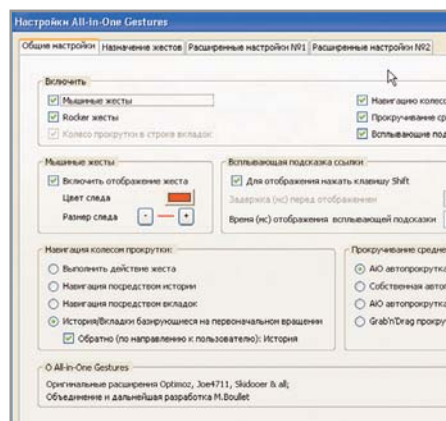 Настройки All-in-One Gestures
Общие настройки Назначение жестов Расширенные настройки №1 Расширенные настройки №2
Включить
Мышиные жесты
Навигацию колесо
Rocker жесты
Прокручивание ср
Колесо прокрутки в строке вкладок
Всплывающие под
Мышиные жесты
Всплывающая подсказка ссылки
Включить отображение жеста
Для отображения нажать клавишу Shift
Цвет следа
Задержка (мс) перед отображением
Размер следа - +
Время (мс) отображения всплывающей подсказки
Навигация колесом прокрутки:
Прокручивание средне
Выполнить действие жеста
AiO автопрокрутка
Навигация посредством истории
Собственная автоп
Навигация посредством вкладок
AiO автопрокрутка
История/Вкладки базирующиеся на первоначальном вращении
Grab'n'Drag прокру
Обратно (по направлению к пользователю): История
О All-in-One Gestures
Оригинальные расширения Optimoz, Joe4711, Skidooer & all;
Объединение и дальнейшая разработка M.Boullet